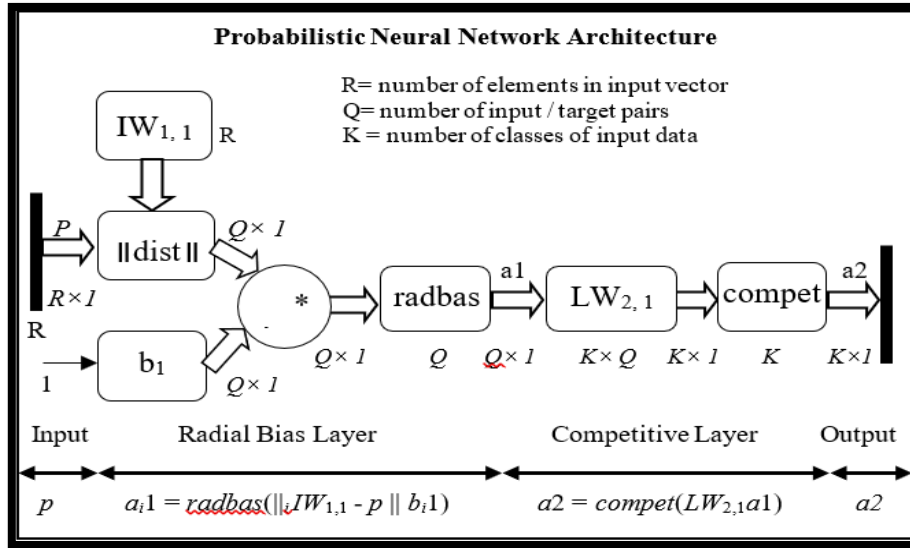 Probabilistic Neural Network Architecture
R= number of elements in input vector
Q= number of input / target pairs
K = number of classes of input data
IW1, 1
R
P
R×1
R
||dist||
Q× 1
1
b1
Q× 1
*
-
Q× 1
radbas
Q
a1
Q× 1
LW2, 1
K× Q
K× 1
compet
K
a2
K×1
Input
Radial Bias Layer
Competitive Layer
Output
p
ai1 = radbas(||iIW1,1 - p || bi1)
a2 = compet(LW2,1a1)
a2